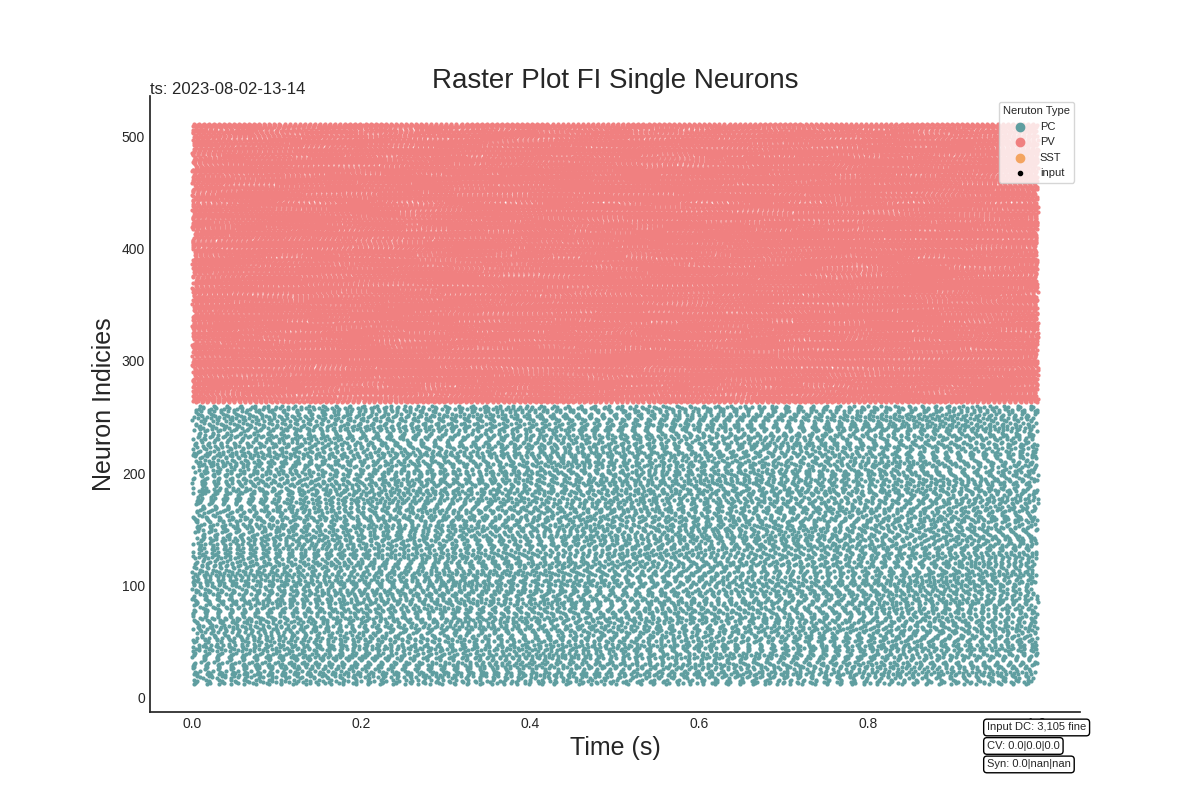 Raster Plot FI Single Neurons
ts: 2023-08-02-13-14
Neruton Type
PC
PV
SST
input
500
400
300
200
100
0
Neuron Indicies
0.0
0.2
0.4
0.6
0.8
Time (s)
Input DC: 3,105 fine
CV: 0.0|0.0|0.0
Syn: 0.0|nan|nan